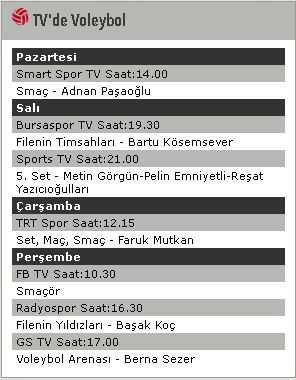 TV'de Voleybol
Pazartesi
Smart Spor TV Saat:14.00
Smaç - Adnan Paşaoğlu
Salı
Bursaspor TV Saat:19.30
Filenin Timsahları - Bartu Kösemsever
Sports TV Saat:21.00
5. Set - Metin Görgün-Pelin Emniyetli-Reşat
Yazıcıoğulları
Çarşamba
TRT Spor Saat:12.15
Set, Maç, Smaç - Faruk Mutkan
Perşembe
FB TV Saat:10.30
Smaçör
Radyospor Saat:16.30
Filenin Yıldızları - Başak Koç
GS TV Saat:17.00
Voleybol Arenası - Berna Sezer